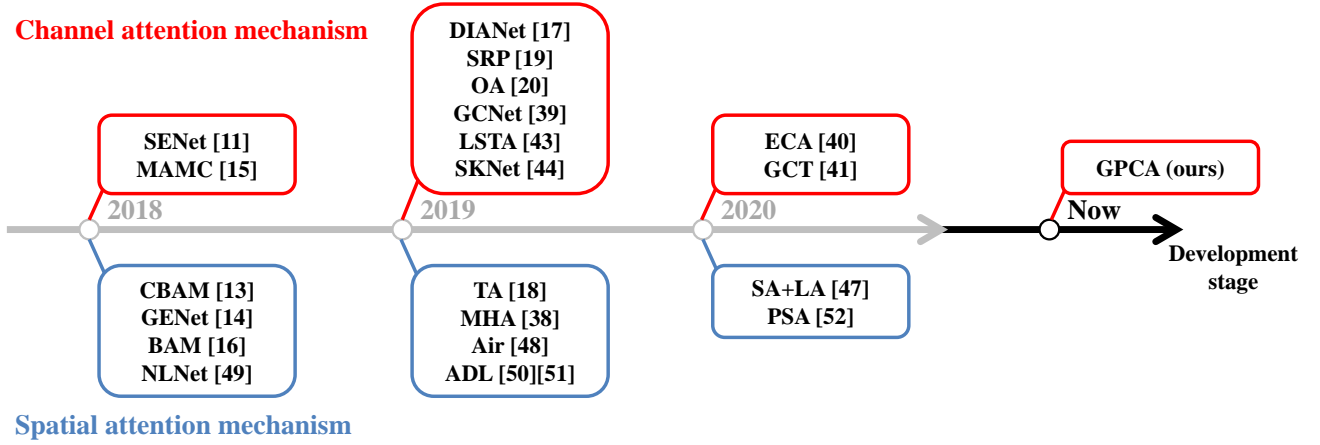 Channel attention mechanism
SENet [11]
MAMC [15]
DIANet [17]
SRP [19]
OA [20]
GCNet [39]
LSTA [43]
SKNet [44]
ECA [40]
GCT [41]
GPCA (ours)
2018
2019
2020
Now
Development
stage
CBAM [13]
GENet [14]
BAM [16]
NLNet [49]
TA [18]
MHA [38]
Air [48]
ADL [50][51]
SA+LA [47]
PSA [52]
Spatial attention mechanism